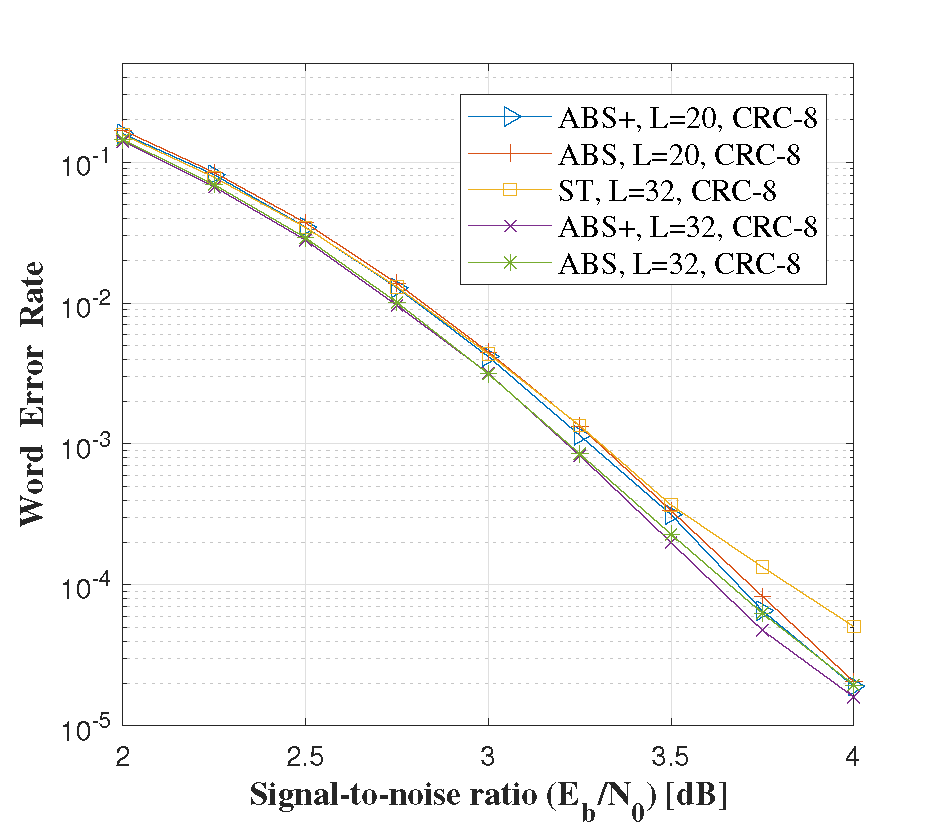 ABS+, L=20, CRC-8
ABS, L=20, CRC-8
ST, L=32, CRC-8
ABS+, L=32, CRC-8
ABS, L=32, CRC-8
10^-1
10^-2
10^-3
10^-4
10^-5
Word Error Rate
2 2.5 3 3.5 4
Signal-to-noise ratio (E_b/N_0) [dB]